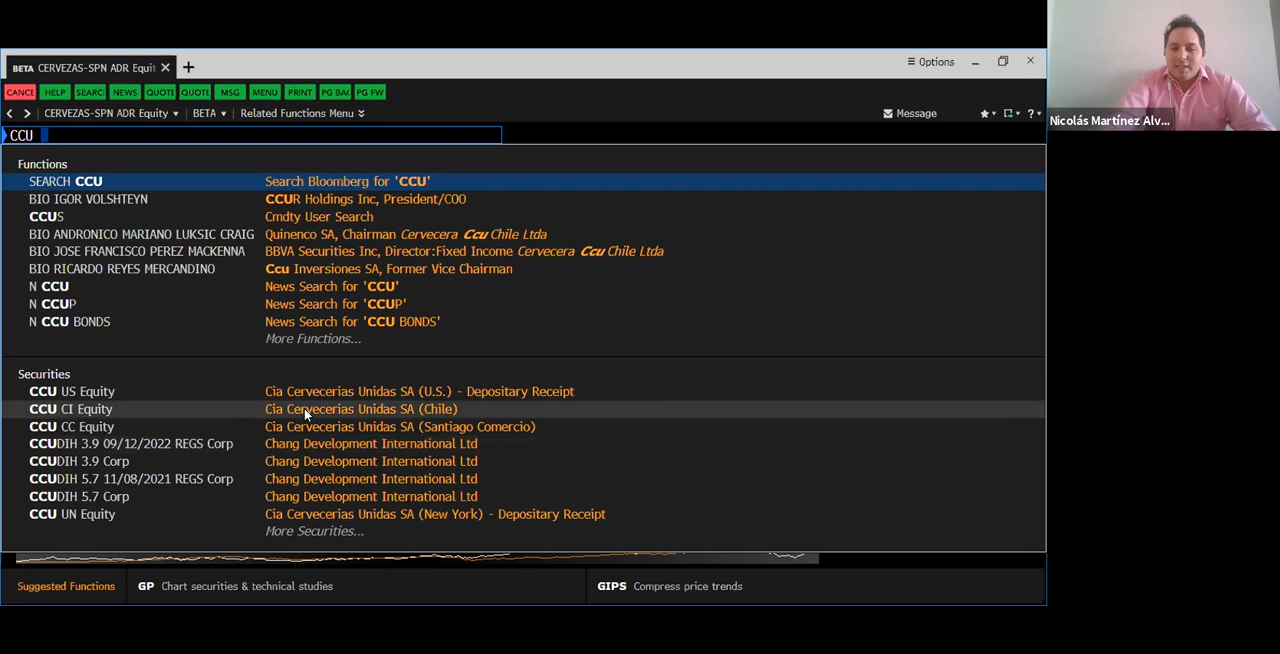 BETA CERVEZAS-SPN ADR Equit
Options
CANCE HELP SEARC NEWS QUOTE QUOTE MSG MENU PRINT PG BAC PG FW
CERVEZAS-SPN ADR Equity BETA Related Functions Menu Message ?
CCU
Functions
SEARCH CCU Search Bloomberg for 'CCU'
BIO IGOR VOLSHTEYN CCUR Holdings Inc, President/COO
CCUS Cmdty User Search
BIO ANDRONICO MARIANO LUKSIC CRAIG Quinenco SA, Chairman Cervecera Ccu Chile Ltda
BIO JOSE FRANCISCO PEREZ MACKENNA BBVA Securities Inc, Director:Fixed Income Cervecera Ccu Chile Ltda
BIO RICARDO REYES MERCANDINO Ccu Inversiones SA, Former Vice Chairman
N CCU News Search for 'CCU'
N CCUP News Search for 'CCUP'
N CCU BONDS News Search for 'CCU BONDS'
More Functions...
Securities
CCU US Equity Cia Cervecerias Unidas SA (U.S.) - Depositary Receipt
CCU CI Equity Cia Cervecerias Unidas SA (Chile)
CCU CC Equity Cia Cervecerias Unidas SA (Santiago Comercio)
CCUDIH 3.9 09/12/2022 REGS Corp Chang Development International Ltd
CCUDIH 3.9 Corp Chang Development International Ltd
CCUDIH 5.7 11/08/2021 REGS Corp Chang Development International Ltd
CCUDIH 5.7 Corp Chang Development International Ltd
CCU UN Equity Cia Cervecerias Unidas SA (New York) - Depositary Receipt
More Securities...
Suggested Functions GP Chart securities & technical studies GIPS Compress price trends
Nicolás Martínez Alv...